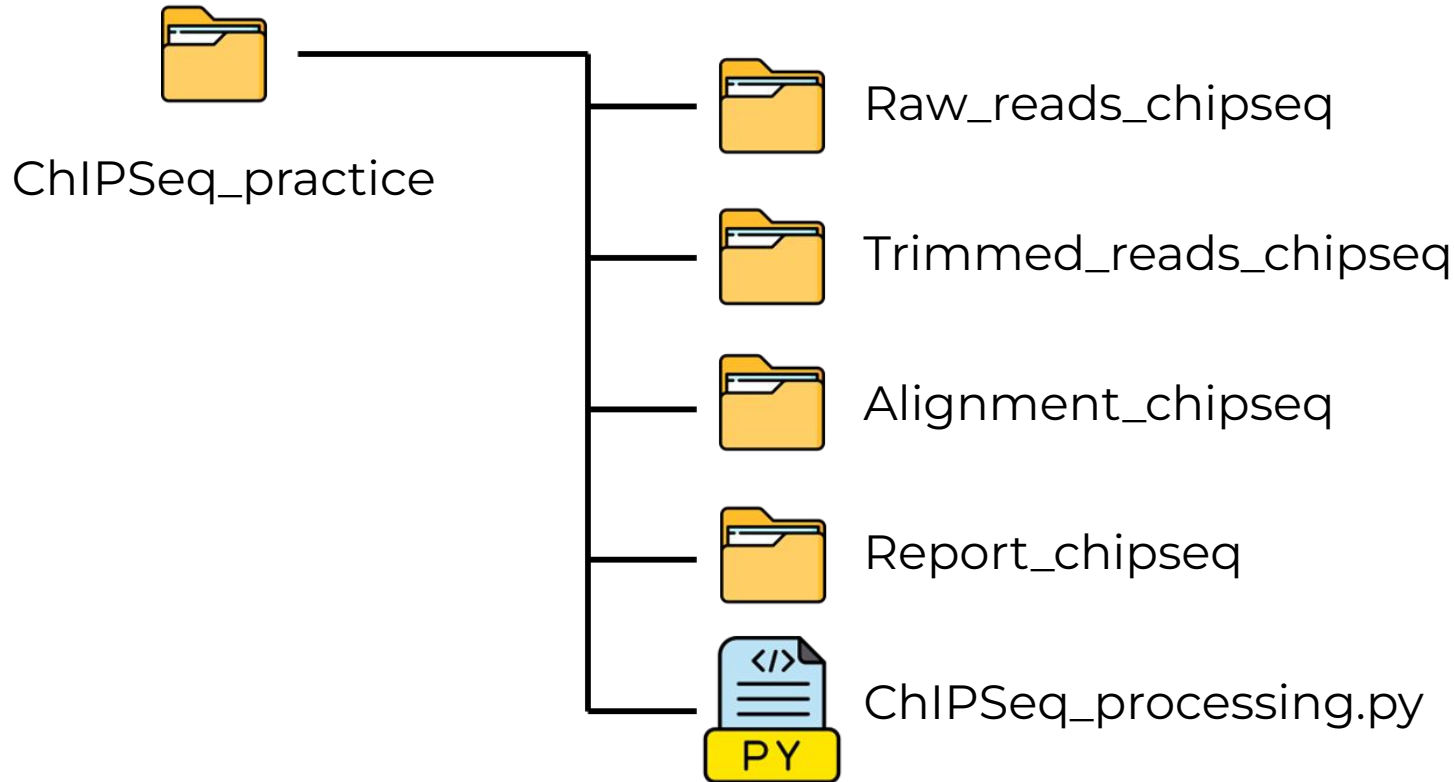 ChIPSeq_practice
Raw_reads_chipseq
Trimmed_reads_chipseq
Alignment_chipseq
Report_chipseq
</>
PY
ChIPSeq_processing.py